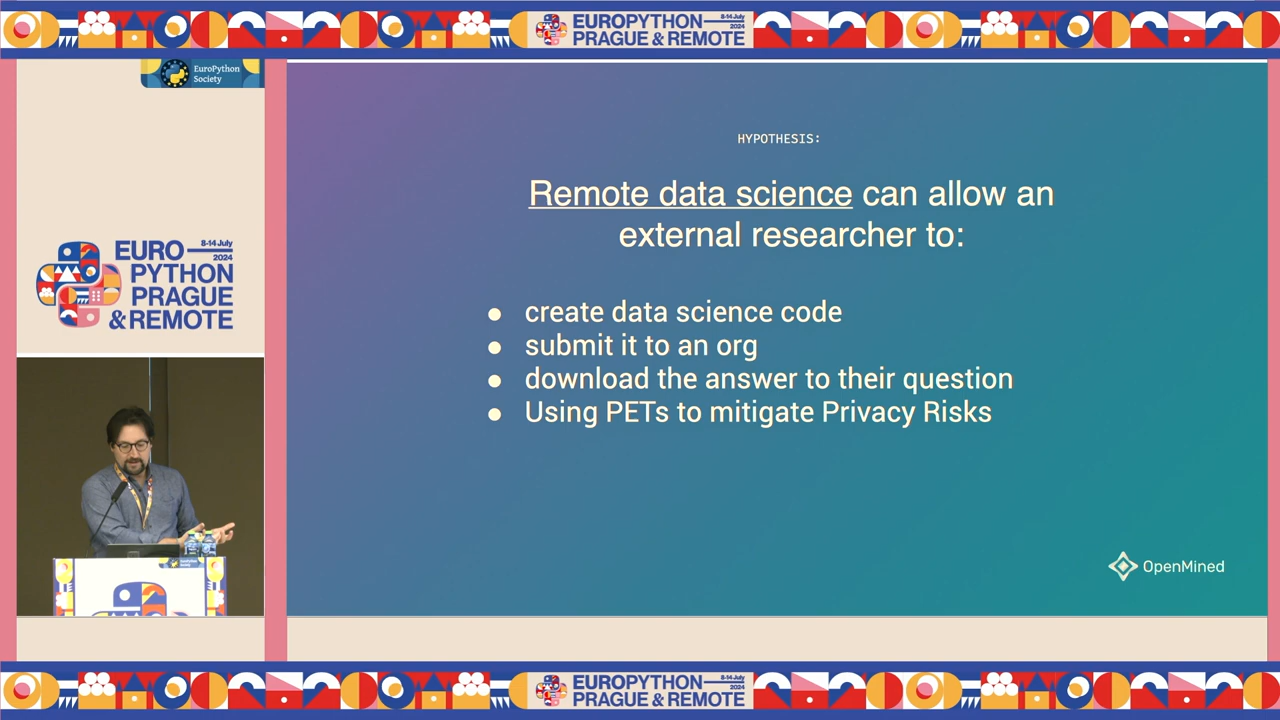 EUROPYTHON
8-14 July
2024
PRAGUE & REMOTE
EuroPython
Society
EURO
8-14 July
2024
PYTHON
PRAGUE
& REMOTE
HYPOTHESIS:
Remote data science can allow an
external researcher to:
● create data science code
● submit it to an org
● download the answer to their question
● Using PETs to mitigate Privacy Risks
OpenMined
EUROPYTHON
8-14 July
2024
PRAGUE & REMOTE